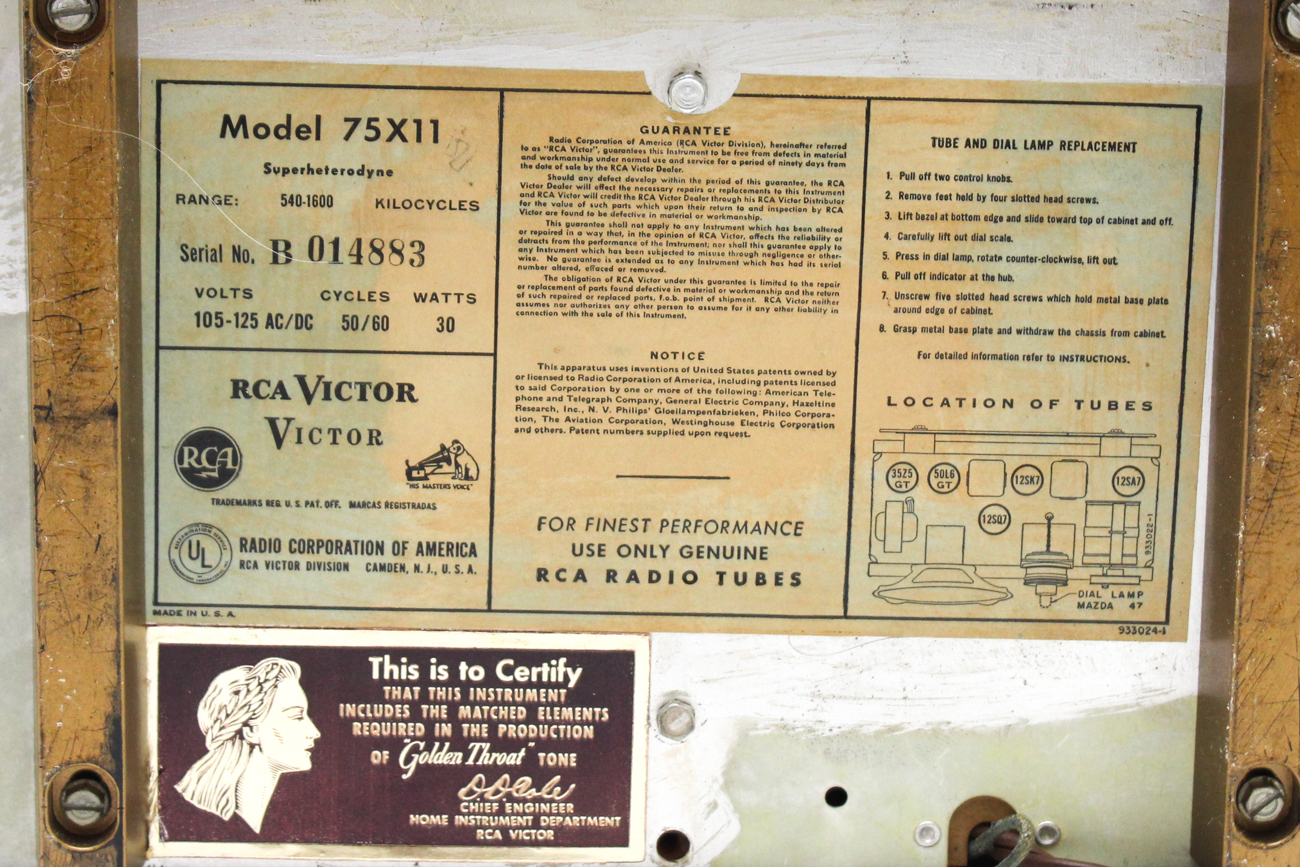 Model 75X11
Superheterodyne
RANGE: 540-1600 KILOCYCLES
Serial No. B 014883
VOLTS CYCLES WATTS
105-125 AC/DC 50/60 30
RCA VICTOR
VICTOR
RCA
"HIS MASTER'S VOICE"
TRADEMARKS REG. U. S. PAT. OFF. MARCAS REGISTRADAS
UL
RADIO CORPORATION OF AMERICA
RCA VICTOR DIVISION CAMDEN, N. J., U. S. A.
MADE IN U. S. A.
GUARANTEE
Radio Corporation of America (RCA Victor Division), hereinafter referred
to as "RCA Victor", guarantees this Instrument to be free from defects in material
and workmanship under normal use and service for a period of ninety days from
the date of sale by the RCA Victor Dealer.
Should any defect develop within the period of this guarantee, the RCA
Victor Dealer will effect the necessary repairs or replacements to this Instrument
and RCA Victor will credit the RCA Victor Dealer through his RCA Victor Distributor
for the value of such parts which upon their return to and inspection by RCA
Victor are found to be defective in material or workmanship.
This guarantee shall not apply to any Instrument which has been altered
or repaired in a way that, in the opinion of RCA Victor, affects the reliability or
detracts from the performance of the Instrument; nor shall this guarantee apply to
any Instrument which has been subjected to misuse through negligence or other-
wise. No guarantee is extended as to any Instrument which has had its serial
number altered, effaced or removed.
The obligation of RCA Victor under this guarantee is limited to the repair
or replacement of parts found defective in material or workmanship and the return
of such repaired or replaced parts, f.o.b. point of shipment. RCA Victor neither
assumes nor authorizes any other person to assume for it any other liability in
connection with the sale of this Instrument.
NOTICE
This apparatus uses inventions of United States patents owned by
or licensed to Radio Corporation of America, including patents licensed
to said Corporation by one or more of the following: American Tele-
phone and Telegraph Company, General Electric Company, Hazeltine
Research, Inc., N. V. Philips' Gloeilampenfabrieken, Philco Corpora-
tion, The Aviation Corporation, Westinghouse Electric Corporation
and others. Patent numbers supplied upon request.
FOR FINEST PERFORMANCE
USE ONLY GENUINE
RCA RADIO TUBES
TUBE AND DIAL LAMP REPLACEMENT
1. Pull off two control knobs.
2. Remove feet held by four slotted head screws.
3. Lift bezel at bottom edge and slide toward top of cabinet and off.
4. Carefully lift out dial scale.
5. Press in dial lamp, rotate counter-clockwise, lift out.
6. Pull off indicator at the hub.
7. Unscrew five slotted head screws which hold metal base plate
around edge of cabinet.
8. Grasp metal base plate and withdraw the chassis from cabinet.
For detailed information refer to INSTRUCTIONS.
LOCATION OF TUBES
35Z5 GT
50L6 GT
12SK7
12SA7
12SQ7
933022-1
DIAL LAMP
MAZDA 47
933024-1
This is to Certify
THAT THIS INSTRUMENT
INCLUDES THE MATCHED ELEMENTS
REQUIRED IN THE PRODUCTION
OF "Golden Throat" TONE
D.D. Cole
CHIEF ENGINEER
HOME INSTRUMENT DEPARTMENT
RCA VICTOR